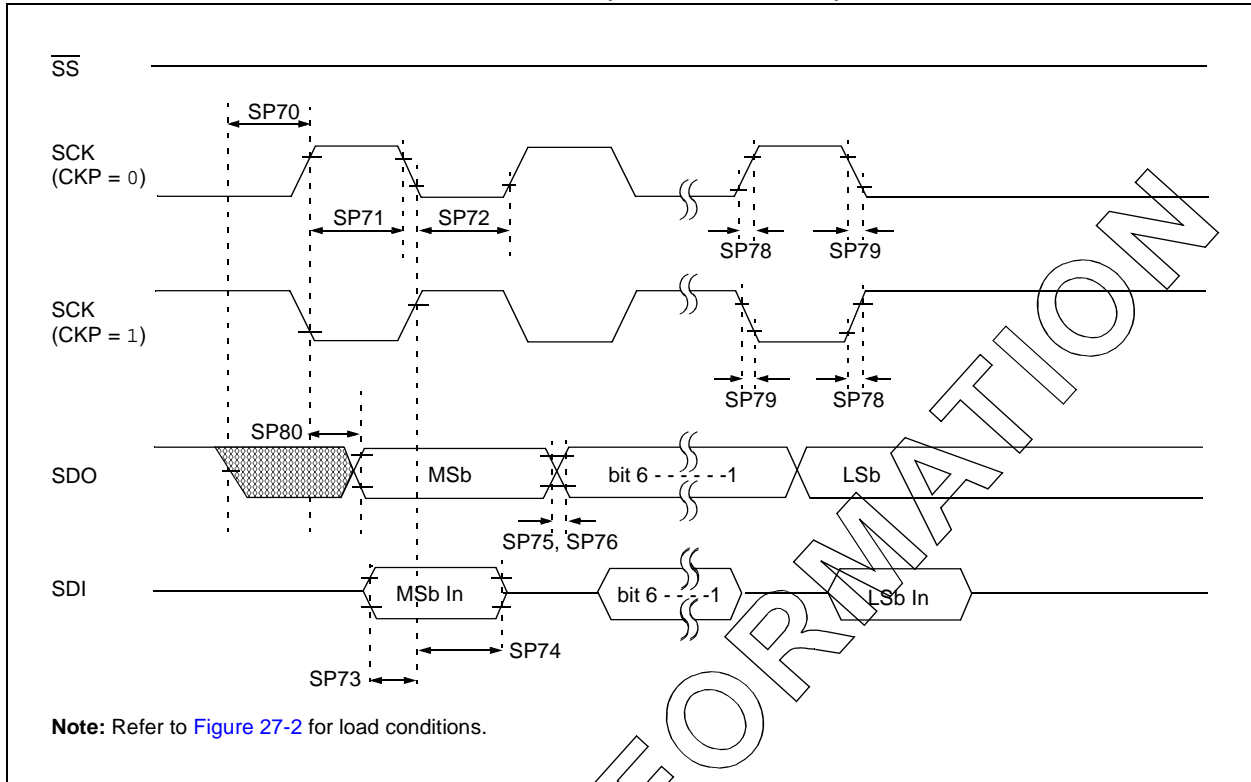 SS
SP70
SCK
(CKP = 0)
SP71
SP72
SP78
SP79
SCK
(CKP = 1)
SP79
SP78
SP80
SDO
MSb
bit 6 - - - - - -1
LSb
SP75, SP76
SDI
MSb In
bit 6 - - - - -1
LSb In
SP74
SP73
Note: Refer to Figure 27-2 for load conditions.
FORMATION